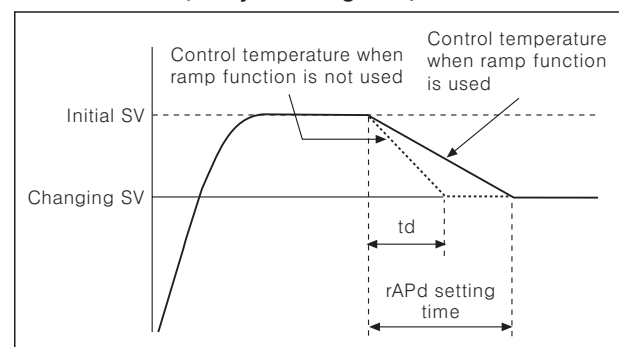 Control temperature when
ramp function is not used
Control temperature
when ramp function
is used
Initial SV
Changing SV
td
rAPd setting
time